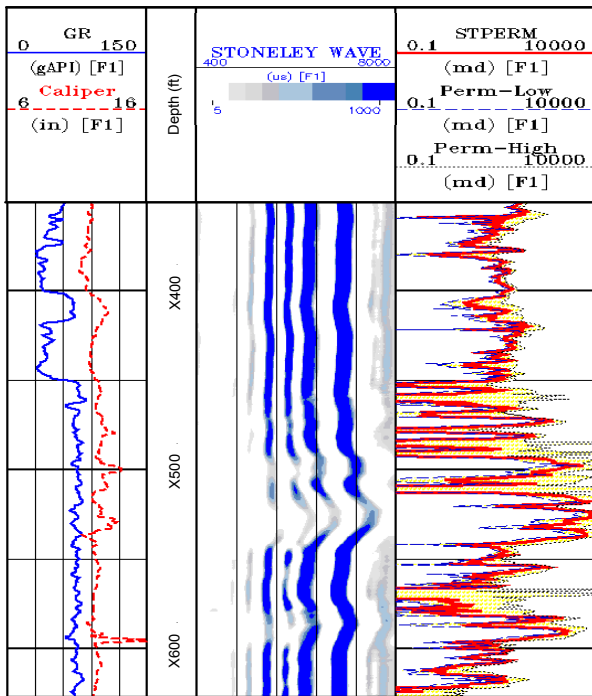 GR
0 150
(gAPI) [F1]
Caliper
6 16
(in) [F1]
Depth (ft)
STONELEY WAVE
400 8000
(us) [F1]
5 1000
STPERM
0.1 10000
(md) [F1]
Perm-Low
0.1 10000
(md) [F1]
Perm-High
0.1 10000
(md) [F1]
X400
X500
X600